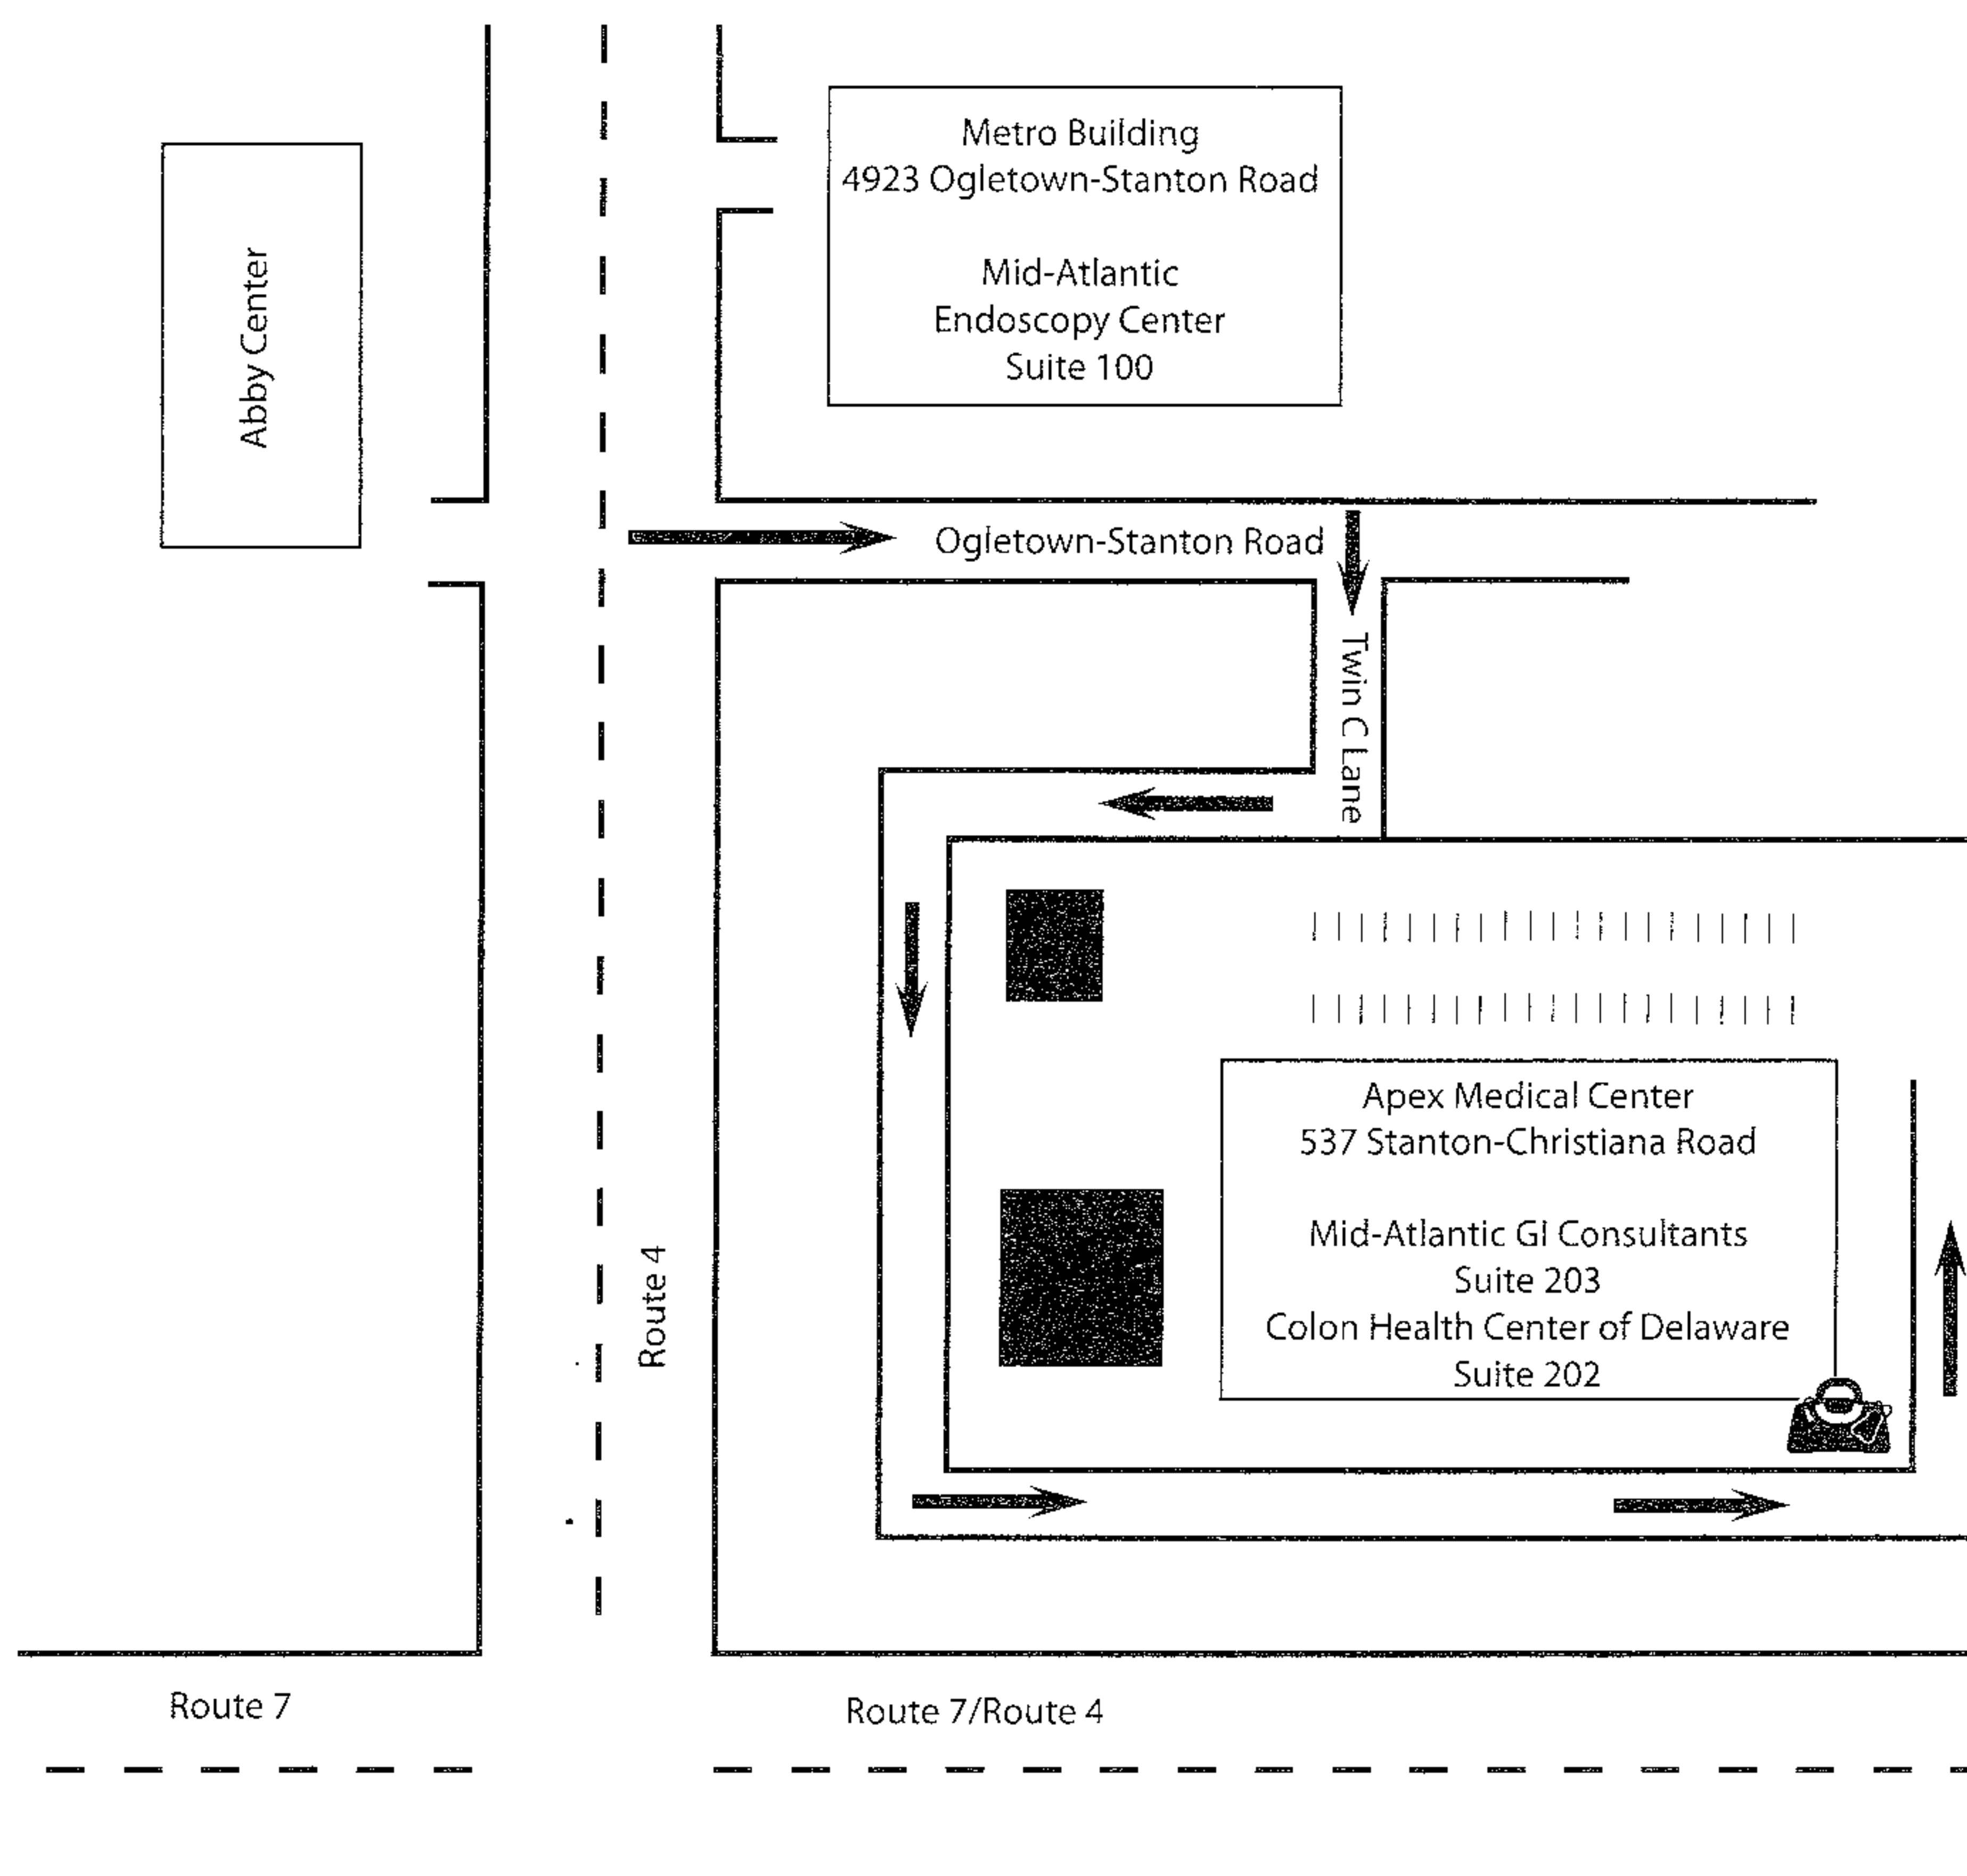 Metro Building
4923 Ogletown-Stanton Road
Mid-Atlantic
Endoscopy Center
Suite 100
Abby Center
Ogletown-Stanton Road
Twin C Lane
Apex Medical Center
537 Stanton-Christiana Road
Mid-Atlantic GI Consultants
Suite 203
Colon Health Center of Delaware
Suite 202
Route 4
Route 7
Route 7/Route 4